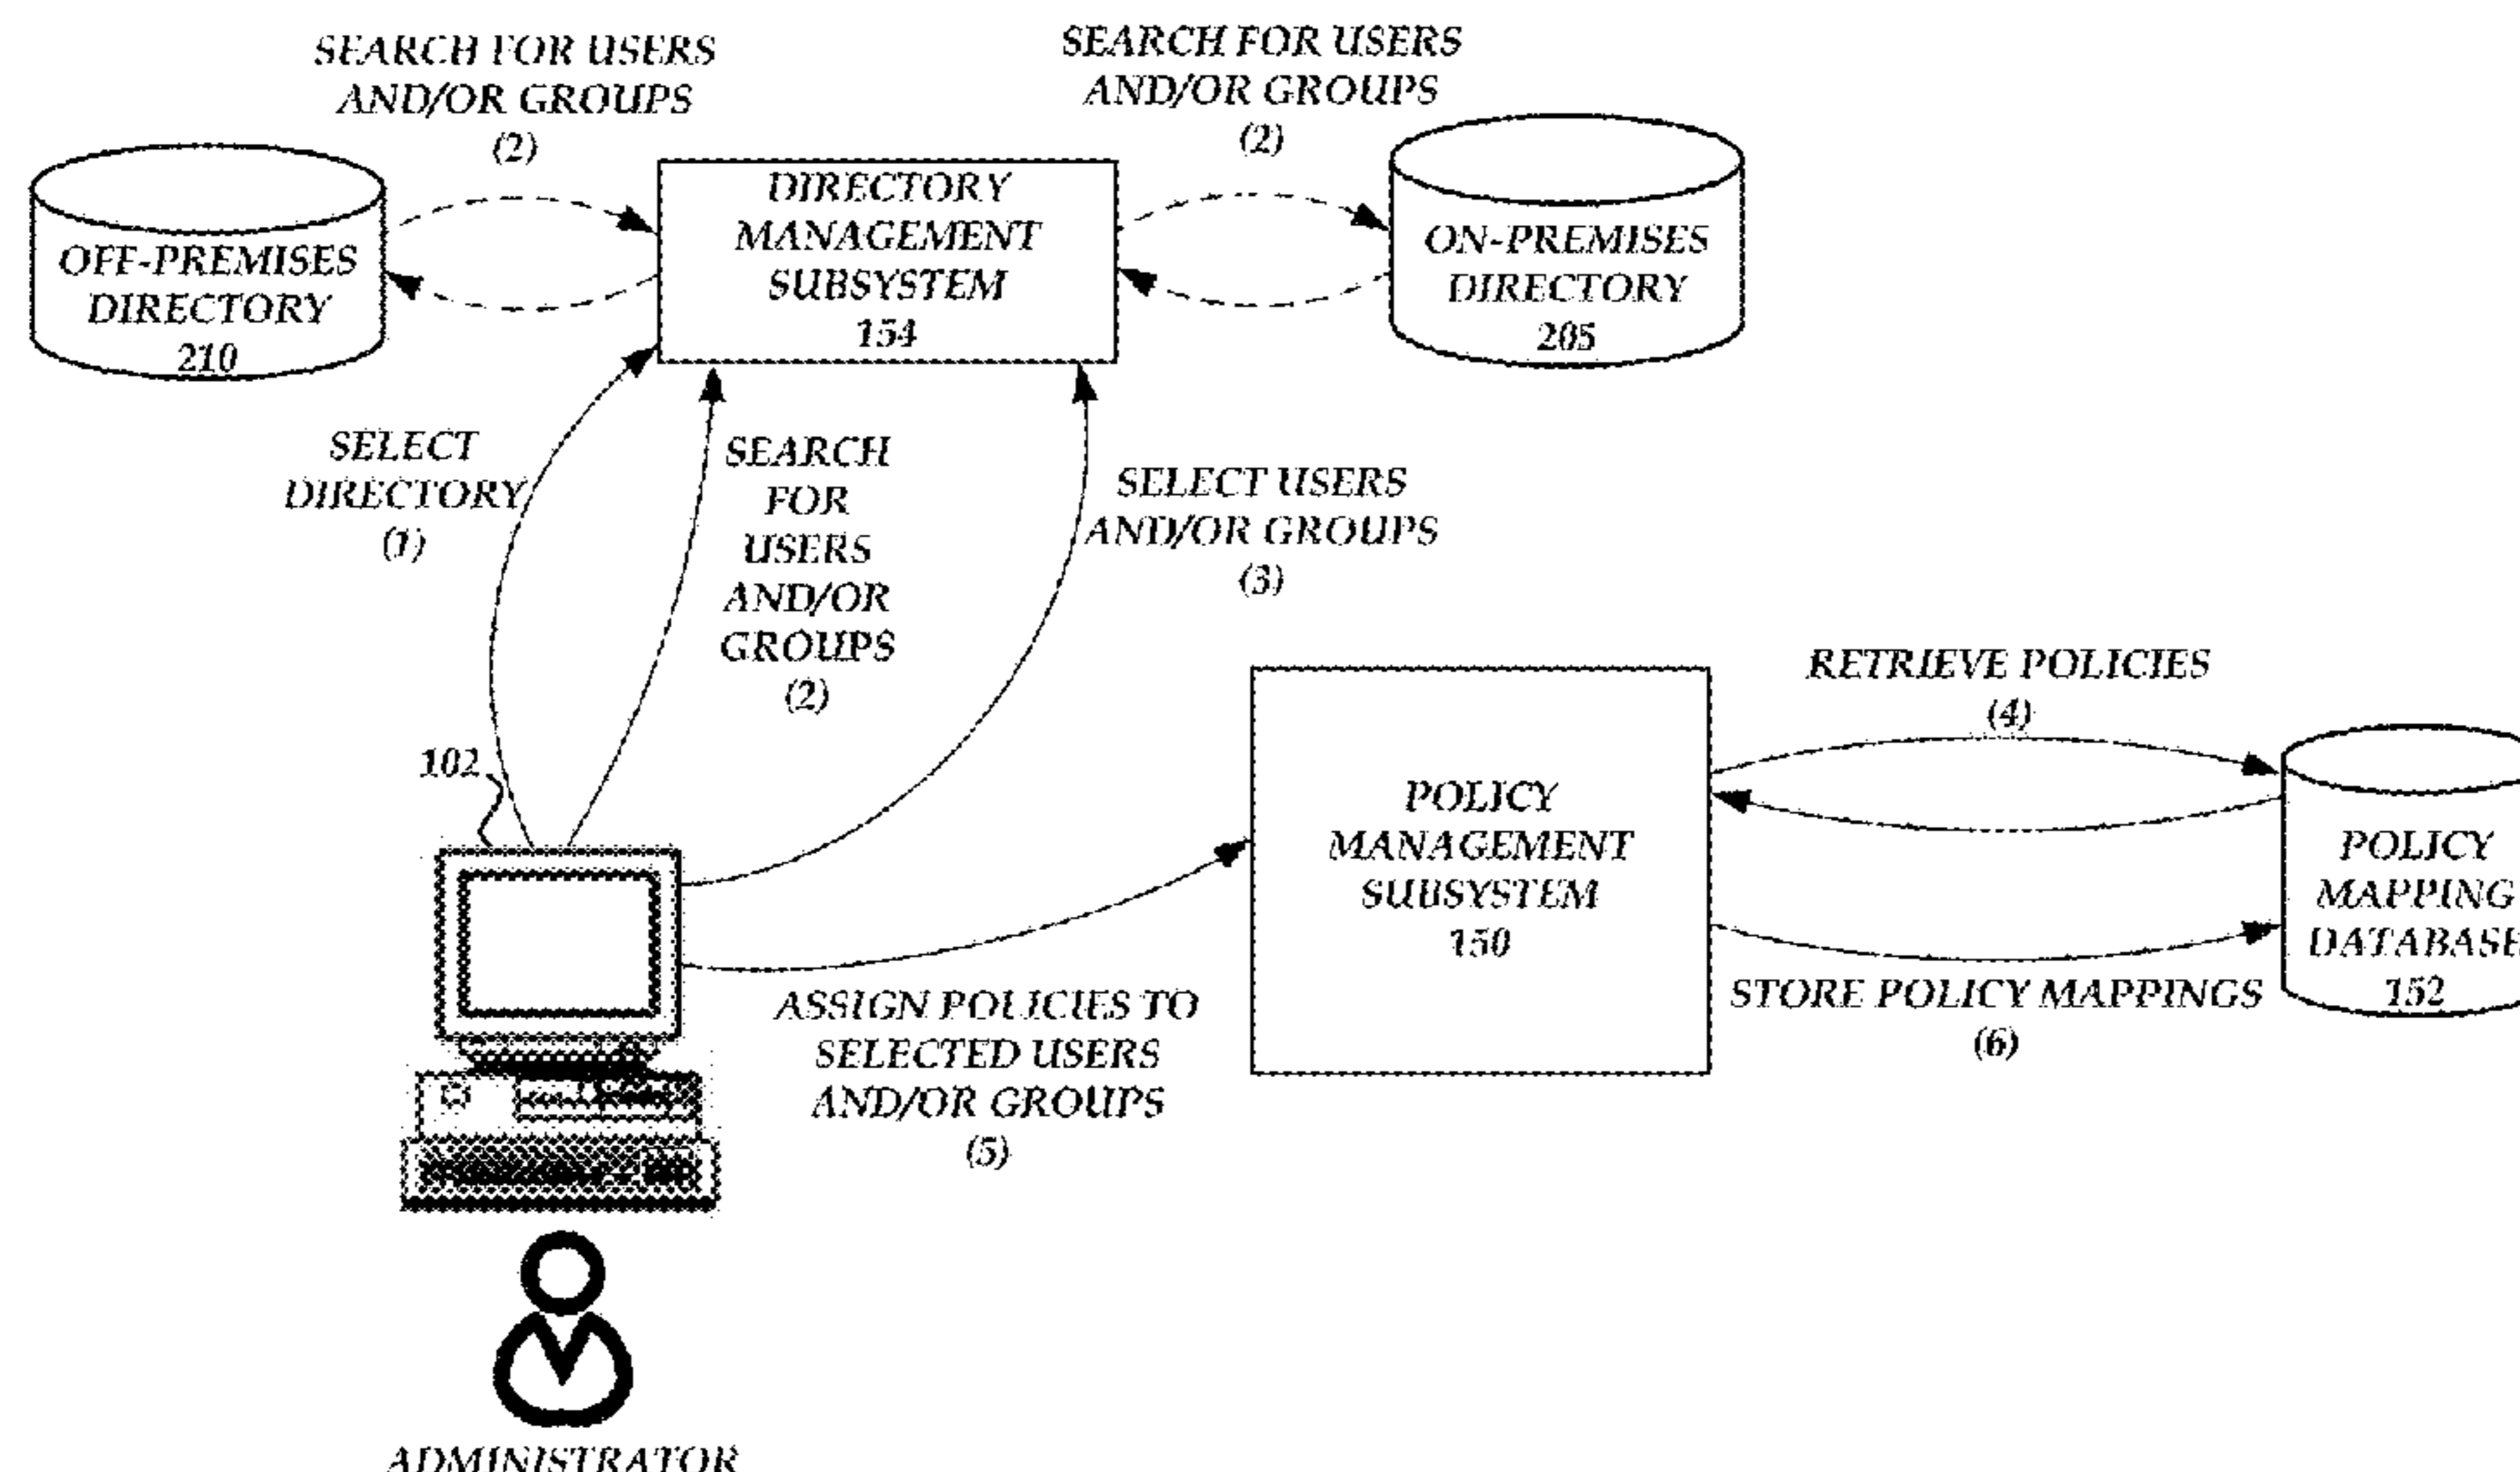 SEARCH FOR USERS
AND/OR GROUPS
(2)
SEARCH FOR USERS
AND/OR GROUPS
(2)
OFF-PREMISES
DIRECTORY
210
DIRECTORY
MANAGEMENT
SUBSYSTEM
154
ON-PREMISES
DIRECTORY
205
SELECT
DIRECTORY
(1)
SEARCH
FOR
USERS
AND/OR
GROUPS
(2)
SELECT USERS
AND/OR GROUPS
(3)
102
POLICY
MANAGEMENT
SUBSYSTEM
150
RETRIEVE POLICIES
(4)
POLICY
MAPPING
DATABASE
152
STORE POLICY MAPPINGS
(6)
ASSIGN POLICIES TO
SELECTED USERS
AND/OR GROUPS
(5)
ADMINISTRATOR